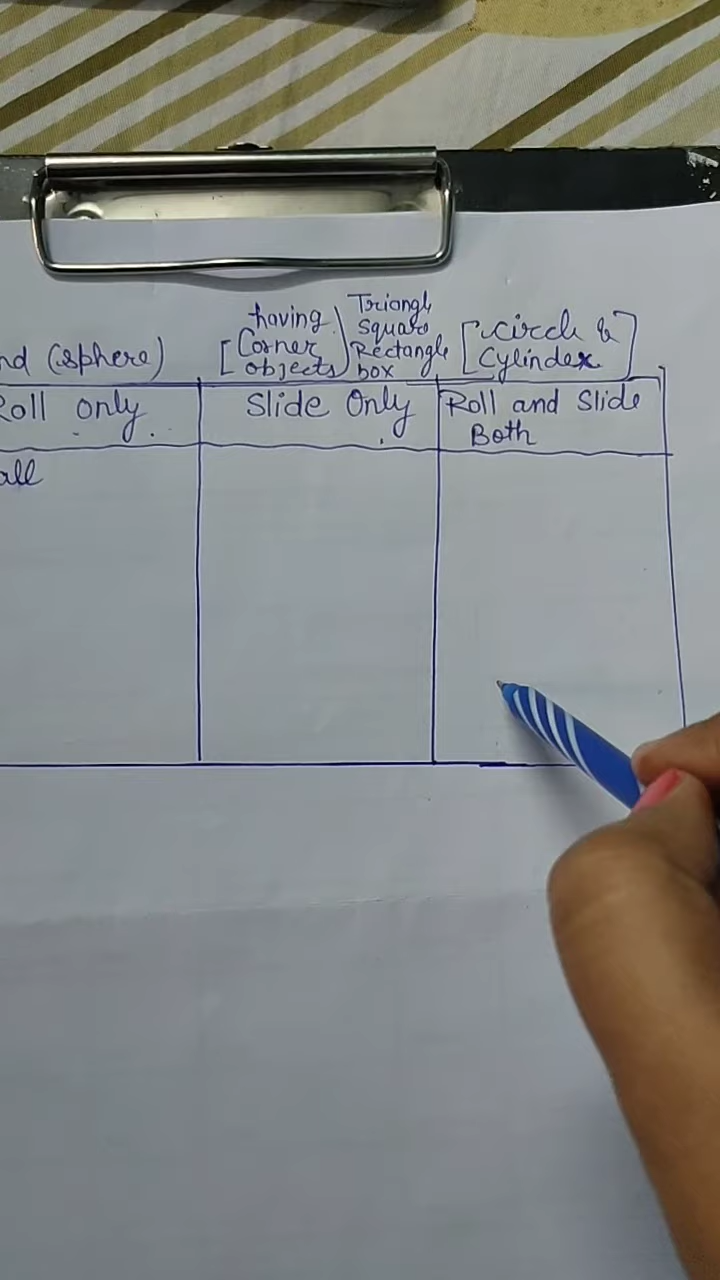 nd (sphere)
[having Corner objects)
Triangle Square Rectangle box
[circle & Cylinder]
Roll only
Slide Only
Roll and Slide
Both
all